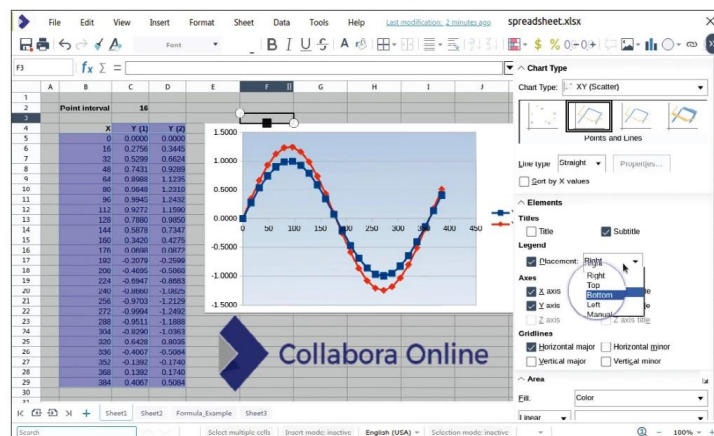 File Edit View Insert Format Sheet Data Tools Help Last modification: 2 minutes ago spreadsheet.xlsx
Font
F3
A B C D E F G H I J
Point interval 16
X Y (1) Y (2)
0 0.0000 0.0000
16 0.2756 0.3445
32 0.5299 0.6624
48 0.7431 0.9289
64 0.8988 1.1235
80 0.9848 1.2310
96 0.9945 1.2432
112 0.9272 1.1590
128 0.7880 0.9850
144 0.5878 0.7347
160 0.3420 0.4275
176 0.0698 0.0872
192 -0.2079 -0.2599
208 -0.4695 -0.5060
224 -0.6947 -0.8683
240 -0.8660 -1.0825
256 -0.9703 -1.2129
272 -0.9994 -1.2492
288 -0.9511 -1.1888
304 -0.8290 -1.0363
320 0.6428 0.8035
336 -0.4067 -0.5084
352 -0.1392 -0.1740
368 0.1392 0.1740
384 0.4067 0.5084
1.5000
1.0000
0.5000
0.0000
0 50 100 150 200 250 300 350 400 450
-0.5000
-1.0000
-1.5000
Collabora Online
Sheet1 Sheet2 Formula_Example Sheet3
Search Select multiple cells Insert mode: inactive English (USA) Selection mode: inactive 100%
Chart Type
Chart Type: XY (Scatter)
Points and Lines
Line type Straight Properties...
Sort by X values
Elements
Titles
Title Subtitle
Legend
Placement: Right
Right
Top
Bottom
Left
Manual
Axes
X axis
Y axis
Z axis Z axis title
Gridlines
Horizontal major Horizontal minor
Vertical major Vertical minor
Area
Fill: Color
Linear